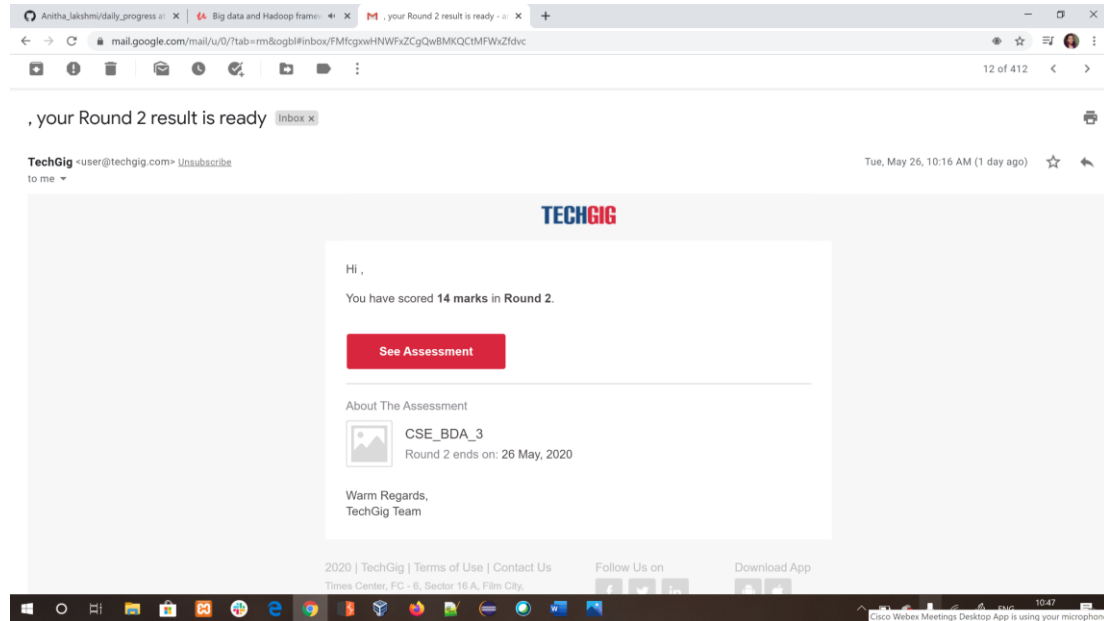 Anitha_lakshmi/daily_progress at
Big data and Hadoop framew
, your Round 2 result is ready - a
mail.google.com/mail/u/0/?tab=rm&ogbl#inbox/FMfcgxwHNWFxZCgQwBMKQCtMFWxZfdvc
12 of 412
, your Round 2 result is ready Inbox x
TechGig <user@techgig.com> Unsubscribe
Tue, May 26, 10:16 AM (1 day ago)
to me
TECHGIG
Hi ,
You have scored 14 marks in Round 2.
See Assessment
About The Assessment
CSE_BDA_3
Round 2 ends on: 26 May, 2020
Warm Regards,
TechGig Team
2020 | TechGig | Terms of Use | Contact Us
Follow Us on
Download App
Times Center, FC - 6, Sector 16 A, Film City,
ENG
10:47
Cisco Webex Meetings Desktop App is using your microphone